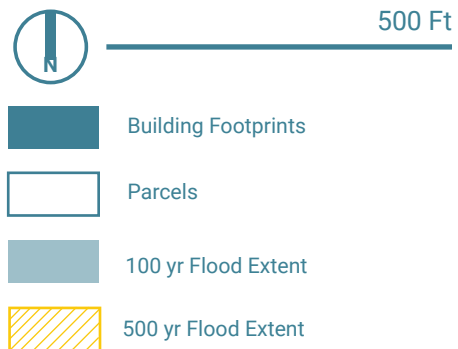 500 Ft
N
Building Footprints
Parcels
100 yr Flood Extent
500 yr Flood Extent